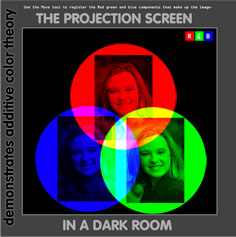 Use the Move tool to register the Red green and blue components that make up the image.
THE PROJECTION SCREEN
R G B
demonstrates additive color theory
IN A DARK ROOM